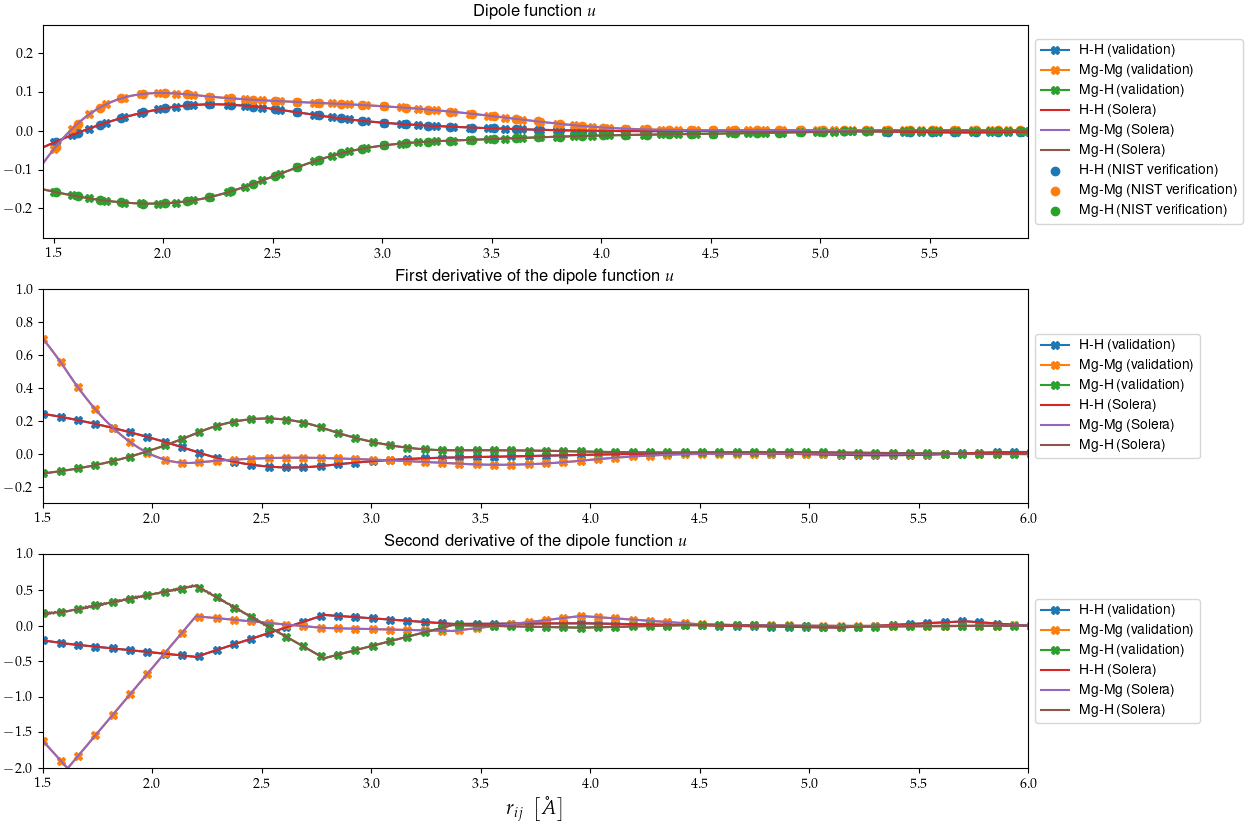 Dipole function u
0.2
0.1
0.0
−0.1
−0.2
1.5 2.0 2.5 3.0 3.5 4.0 4.5 5.0 5.5
H-H (validation)
Mg-Mg (validation)
Mg-H (validation)
H-H (Solera)
Mg-Mg (Solera)
Mg-H (Solera)
H-H (NIST verification)
Mg-Mg (NIST verification)
Mg-H (NIST verification)
First derivative of the dipole function u
1.0
0.8
0.6
0.4
0.2
0.0
−0.2
1.5 2.0 2.5 3.0 3.5 4.0 4.5 5.0 5.5 6.0
H-H (validation)
Mg-Mg (validation)
Mg-H (validation)
H-H (Solera)
Mg-Mg (Solera)
Mg-H (Solera)
Second derivative of the dipole function u
1.0
0.5
0.0
−0.5
−1.0
−1.5
−2.0
1.5 2.0 2.5 3.0 3.5 4.0 4.5 5.0 5.5 6.0
H-H (validation)
Mg-Mg (validation)
Mg-H (validation)
H-H (Solera)
Mg-Mg (Solera)
Mg-H (Solera)
r_ij [Å]